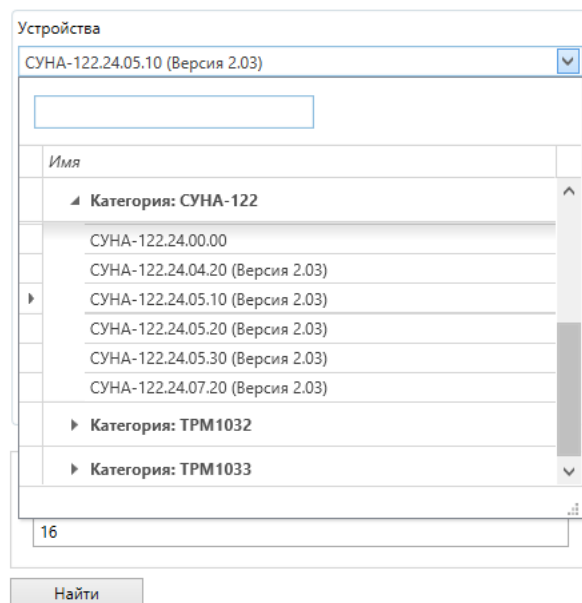 Устройства
СУНА-122.24.05.10 (Версия 2.03)
Имя
Категория: СУНА-122
СУНА-122.24.00.00
СУНА-122.24.04.20 (Версия 2.03)
СУНА-122.24.05.10 (Версия 2.03)
СУНА-122.24.05.20 (Версия 2.03)
СУНА-122.24.05.30 (Версия 2.03)
СУНА-122.24.07.20 (Версия 2.03)
Категория: ТРМ1032
Категория: ТРМ1033
16
Найти